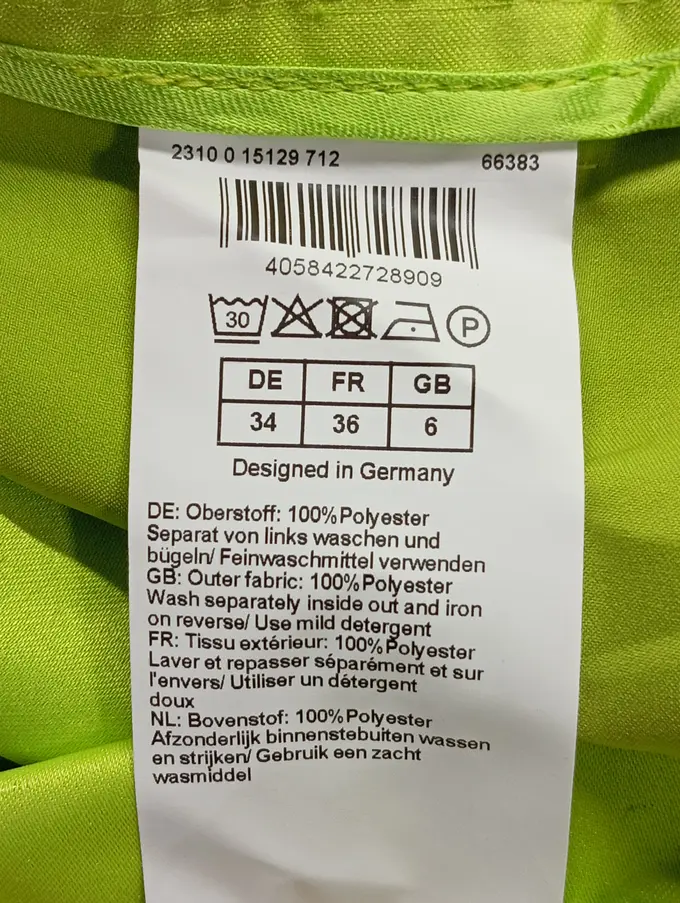 2310 0 15129 712 66383
4058422728909
30 P
DE FR GB
34 36 6
Designed in Germany
DE: Oberstoff: 100%Polyester
Separat von links waschen und
bügeln/ Feinwaschmittel verwenden
GB: Outer fabric: 100%Polyester
Wash separately inside out and iron
on reverse/ Use mild detergent
FR: Tissu extérieur: 100%Polyester
Laver et repasser séparément et sur
l'envers/ Utiliser un détergent
doux
NL: Bovenstof: 100%Polyester
Afzonderlijk binnenstebuiten wassen
en strijken/ Gebruik een zacht
wasmiddel